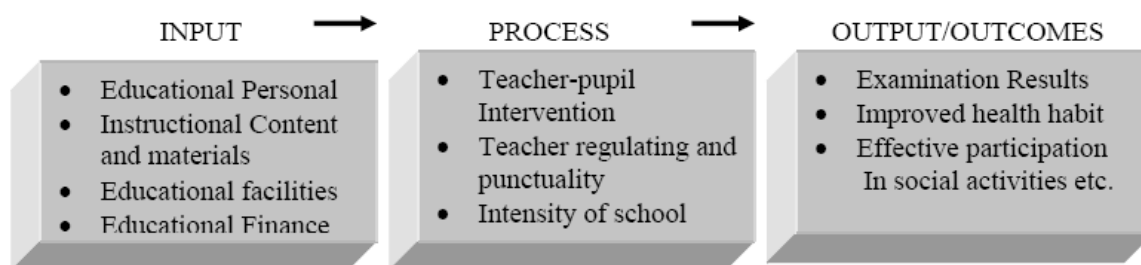 INPUT
PROCESS
OUTPUT/OUTCOMES
• Educational Personal
• Instructional Content
and materials
• Educational facilities
• Educational Finance
• Teacher-pupil
Intervention
• Teacher regulating and
punctuality
• Intensity of school
• Examination Results
• Improved health habit
• Effective participation
In social activities etc.